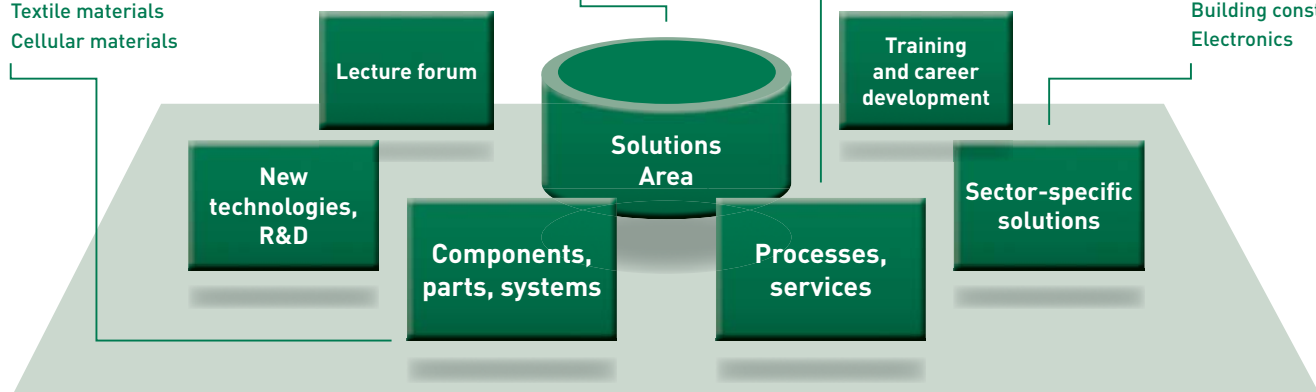 Textile materials
Cellular materials
Building
Electronics
Lecture forum
Training
and career
development
Solutions
Area
New
technologies,
R&D
Sector-specific
solutions
Components,
parts, systems
Processes,
services